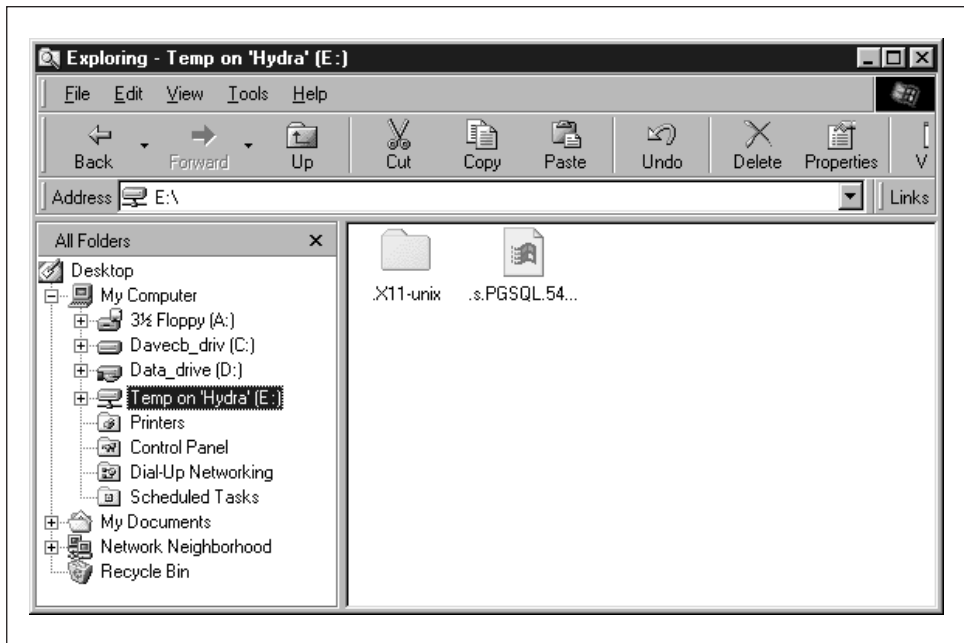 Exploring - Temp on 'Hydra' (E:)
File Edit View Tools Help
Back Forward Up Cut Copy Paste Undo Delete Properties V
Address E:\ Links
All Folders
Desktop
My Computer
3½ Floppy (A:)
Davecb_driv (C:)
Data_drive (D:)
Temp on 'Hydra' (E:)
Printers
Control Panel
Dial-Up Networking
Scheduled Tasks
My Documents
Network Neighborhood
Recycle Bin
.X11-unix .s.PGSQL.54...